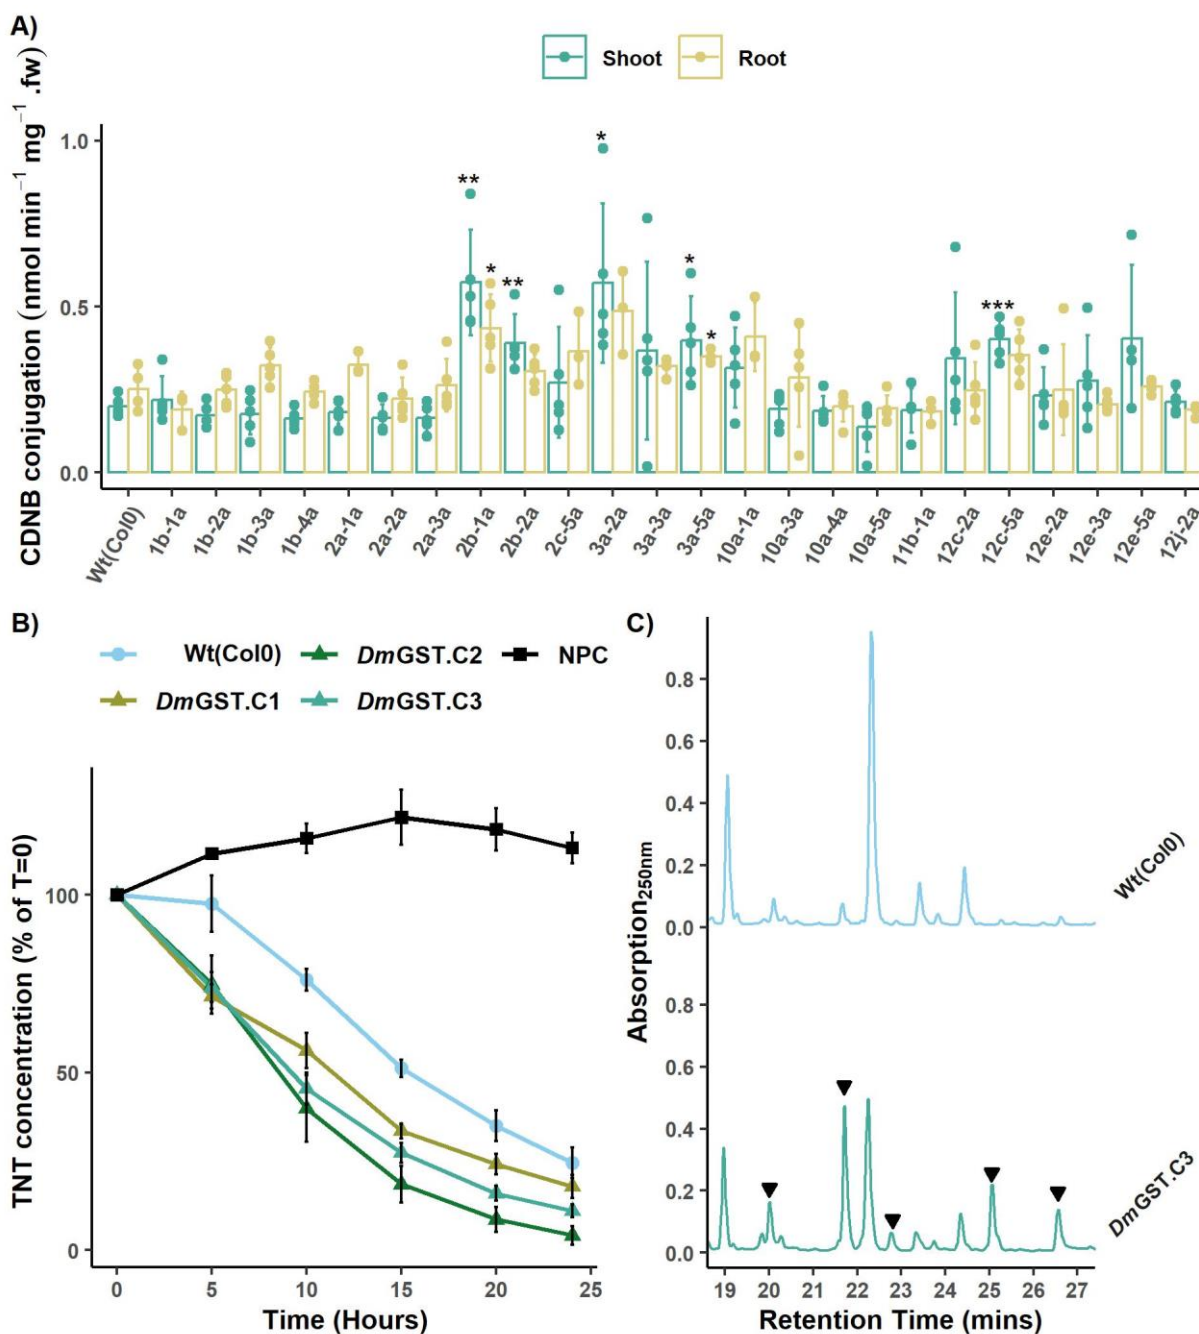 A)
Shoot Root
CDNB conjugation (nmol min⁻¹ mg⁻¹ .fw)
1.0
0.5
0.0
** * ** * * * ***
Wt(Col0) 1b-1a 1b-2a 1b-3a 1b-4a 2a-1a 2a-2a 2a-3a 2b-1a 2b-2a 2c-5a 3a-2a 3a-3a 3a-5a 10a-1a 10a-3a 10a-4a 10a-5a 11b-1a 12c-2a 12c-5a 12e-2a 12e-3a 12e-5a 12j-2a
B)
Wt(Col0) DmGST.C2 NPC
DmGST.C1 DmGST.C3
TNT concentration (% of T=0)
100
50
0
0 5 10 15 20 25
Time (Hours)
C)
Absorption250nm
0.8
0.6
0.4
0.2
0.0
Wt(Col0)
0.8
0.6
0.4
0.2
0.0
DmGST.C3
19 20 21 22 23 24 25 26 27
Retention Time (mins)